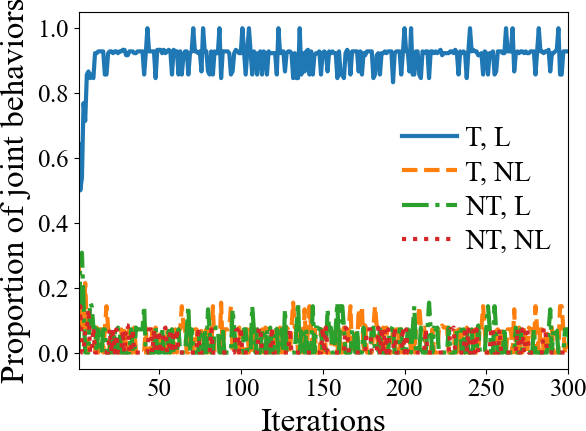 Proportion of joint behaviors
1.0
0.8
0.6
0.4
0.2
0.0
T, L
T, NL
NT, L
NT, NL
50
100
150
200
250
300
Iterations